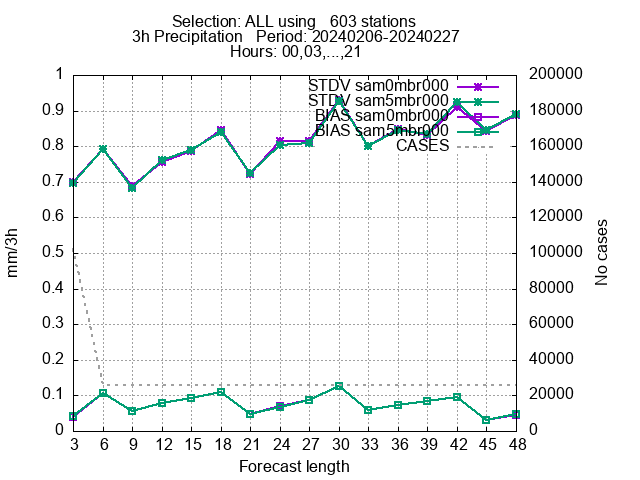 Selection: ALL using   603 stations
3h Precipitation   Period: 20240206-20240227
Hours: 00,03,...,21
1 200000
STDV sam0mbr000
0.9 180000
STDV sam5mbr000
BIAS sam0mbr000
BIAS sam5mbr000
0.8 160000
CASES
0.7 140000
0.6 120000
0.5 100000
0.4 80000
0.3 60000
0.2 40000
0.1 20000
0 0
mm/3h
No cases
3 6 9 12 15 18 21 24 27 30 33 36 39 42 45 48
Forecast length